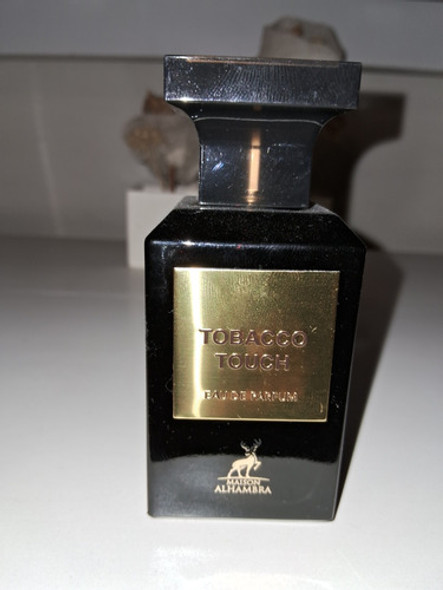 TOBACCO
TOUCH
EAU DE PARFUM
MAISON
ALHAMBRA